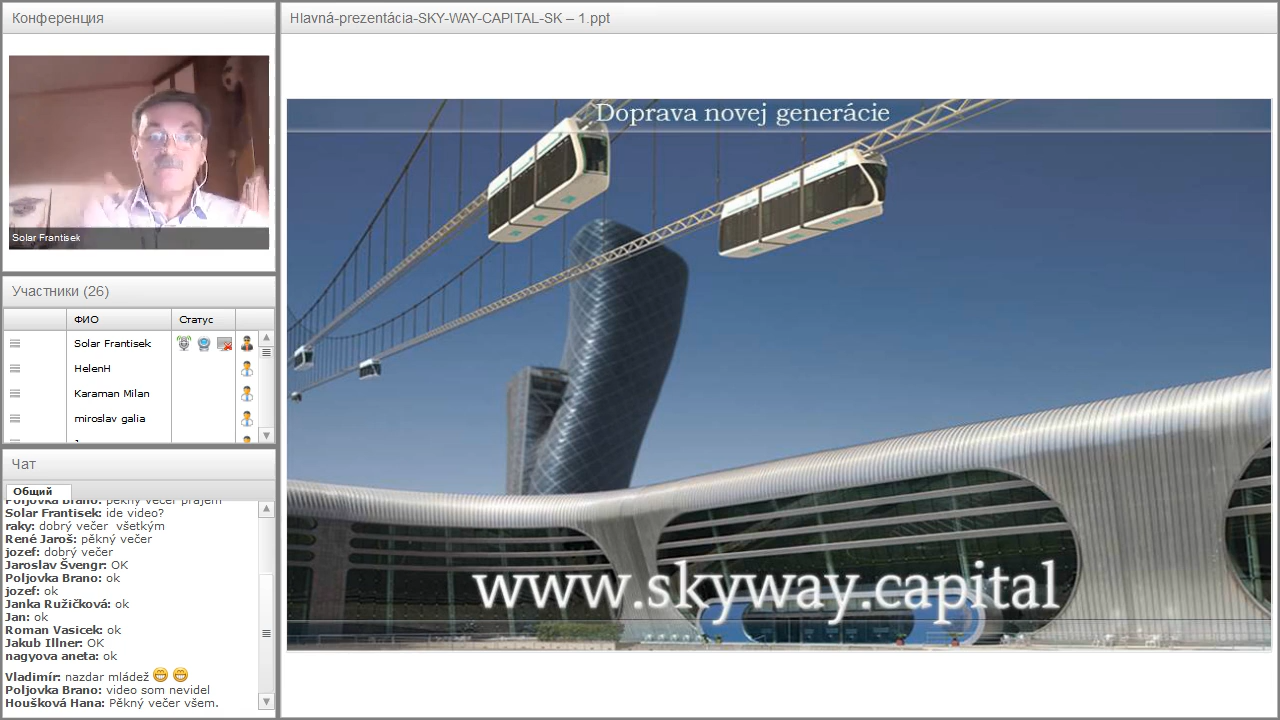 Конференция
Solar Frantisek
Участники (26)
ФИО Статус
Solar Frantisek
HelenH
Karaman Milan
miroslav galia
Чат
Общий
Poljovka Brano: pekny večer prajem
Solar Frantisek: ide video?
raky: dobrý večer všetkým
René Jaroš: pěkný večer
jozef: dobrý večer
Jaroslav Švengr: OK
Poljovka Brano: ok
jozef: ok
Janka Ružičková: ok
Jan: ok
Roman Vasicek: ok
Jakub Illner: OK
nagyova aneta: ok
Vladimír: nazdar mládež
Poljovka Brano: video som nevidel
Houšková Hana: Pěkný večer všem.
Hlavná-prezentácia-SKY-WAY-CAPITAL-SK – 1.ppt
Doprava novej generácie
www.skyway.capital